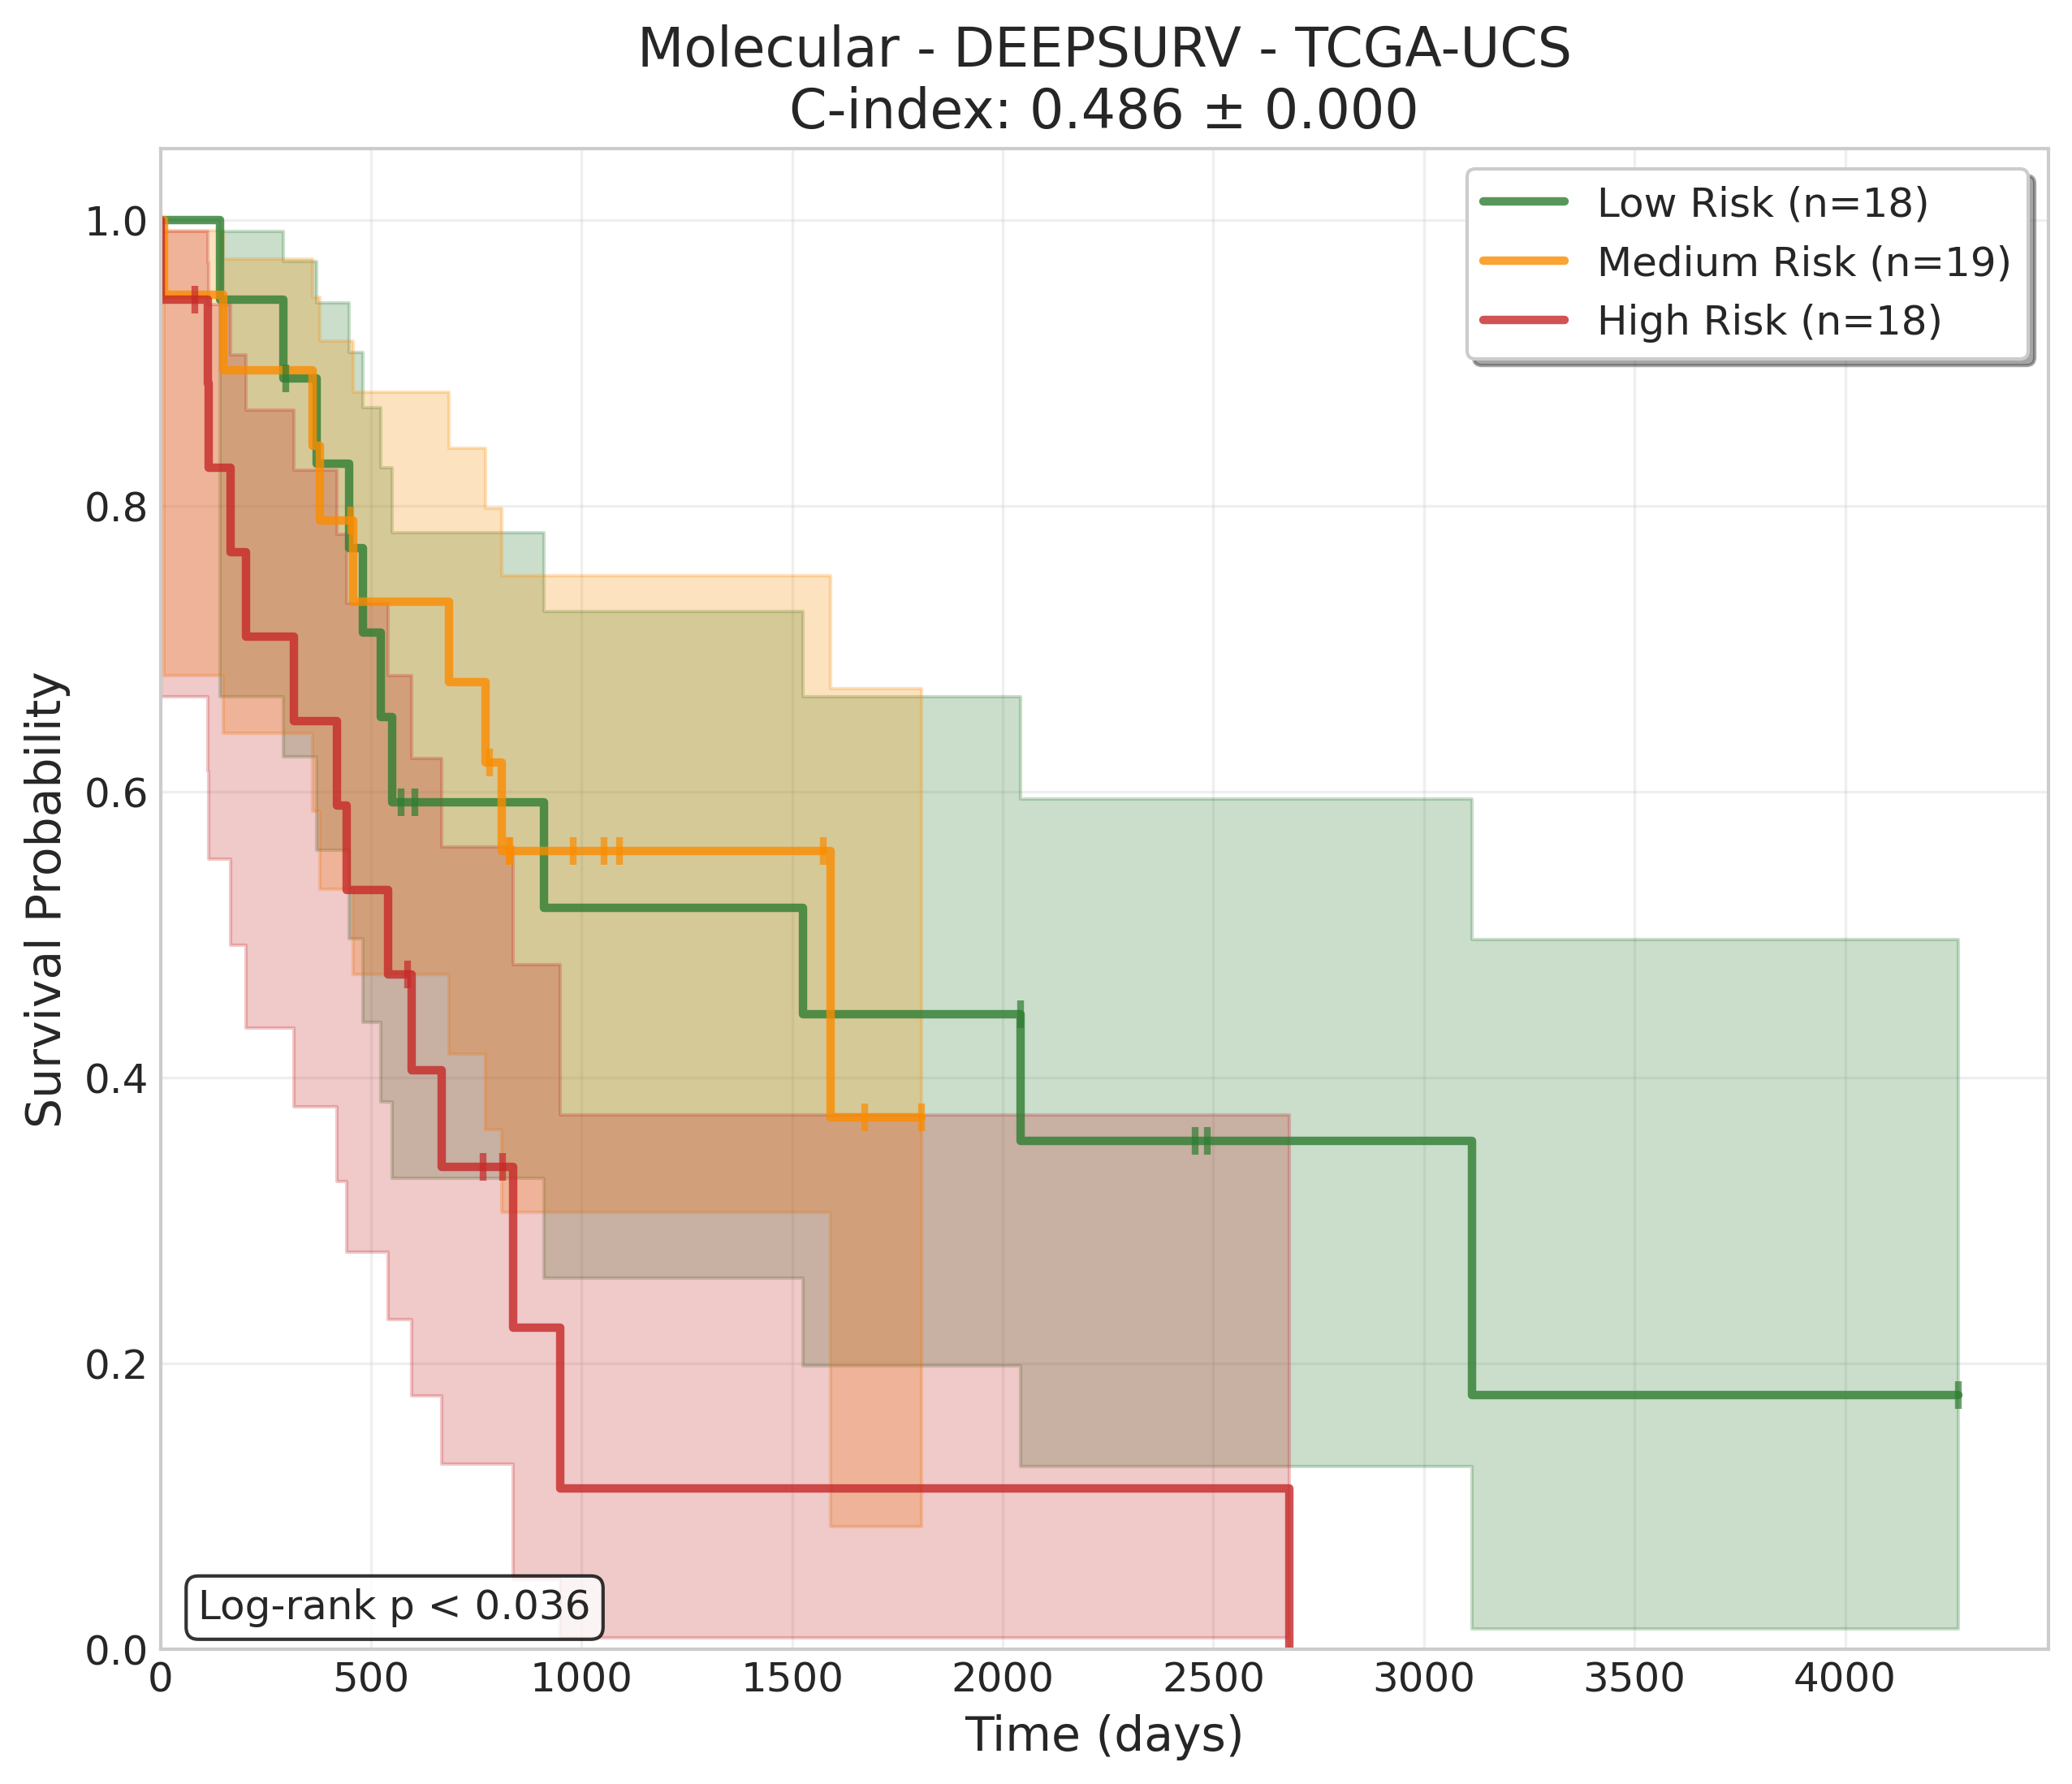 Molecular - DEEPSURV - TCGA-UCS
C-index: 0.486 ± 0.000
Low Risk (n=18)
Medium Risk (n=19)
High Risk (n=18)
Survival Probability
1.0
0.8
0.6
0.4
0.2
0.0
Log-rank p < 0.036
0 500 1000 1500 2000 2500 3000 3500 4000
Time (days)